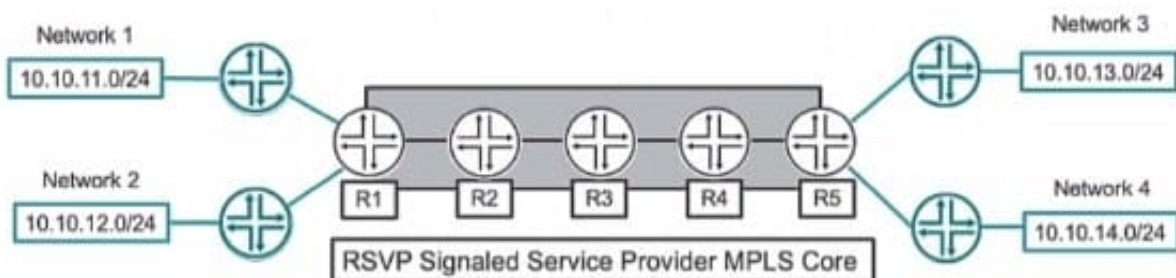 Network 1
10.10.11.0/24
Network 2
10.10.12.0/24
R1
R2
R3
R4
R5
RSVP Signaled Service Provider MPLS Core
Network 3
10.10.13.0/24
Network 4
10.10.14.0/24